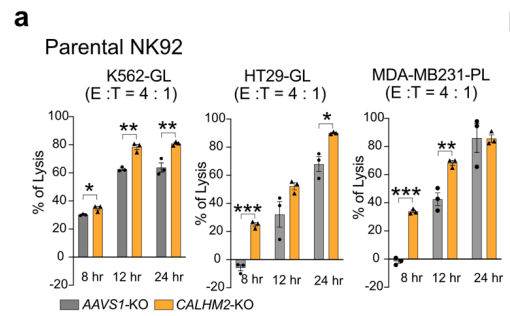 a
Parental NK92
K562-GL
(E :T = 4 : 1)
HT29-GL
(E :T = 4 : 1)
MDA-MB231-PL
(E :T = 4 : 1)
% of Lysis
100
80
60
40
20
0
-20
*
**
**
8 hr 12 hr 24 hr
% of Lysis
100
80
60
40
20
0
-20
***
*
8 hr 12 hr 24 hr
% of Lysis
100
80
60
40
20
0
-20
***
**
8 hr 12 hr 24 hr
AAVS1-KO CALHM2-KO